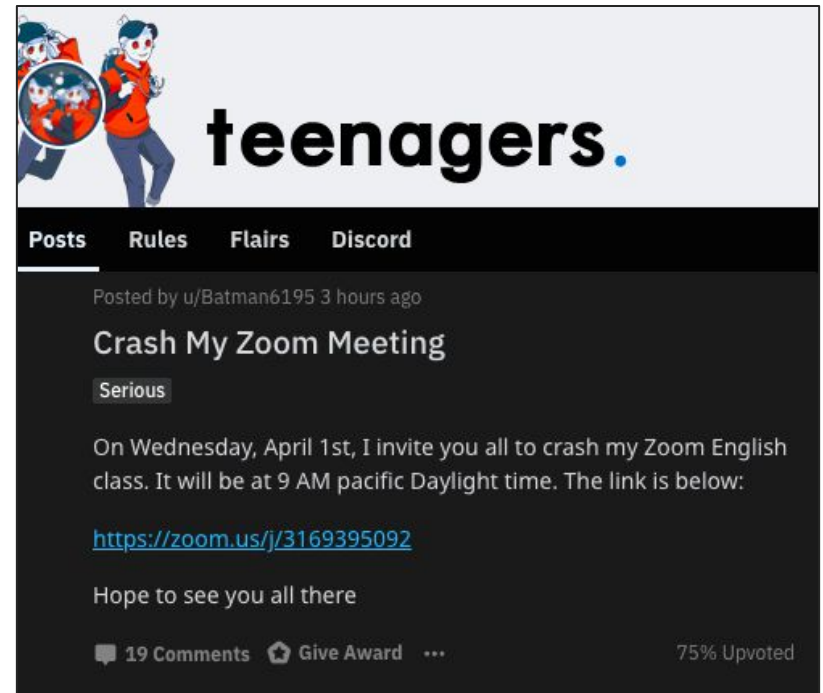 teenagers.
Posts Rules Flairs Discord
Posted by u/Batman6195 3 hours ago
Crash My Zoom Meeting
Serious
On Wednesday, April 1st, I invite you all to crash my Zoom English
class. It will be at 9 AM pacific Daylight time. The link is below:
https://zoom.us/j/3169395092
Hope to see you all there
19 Comments Give Award ••• 75% Upvoted